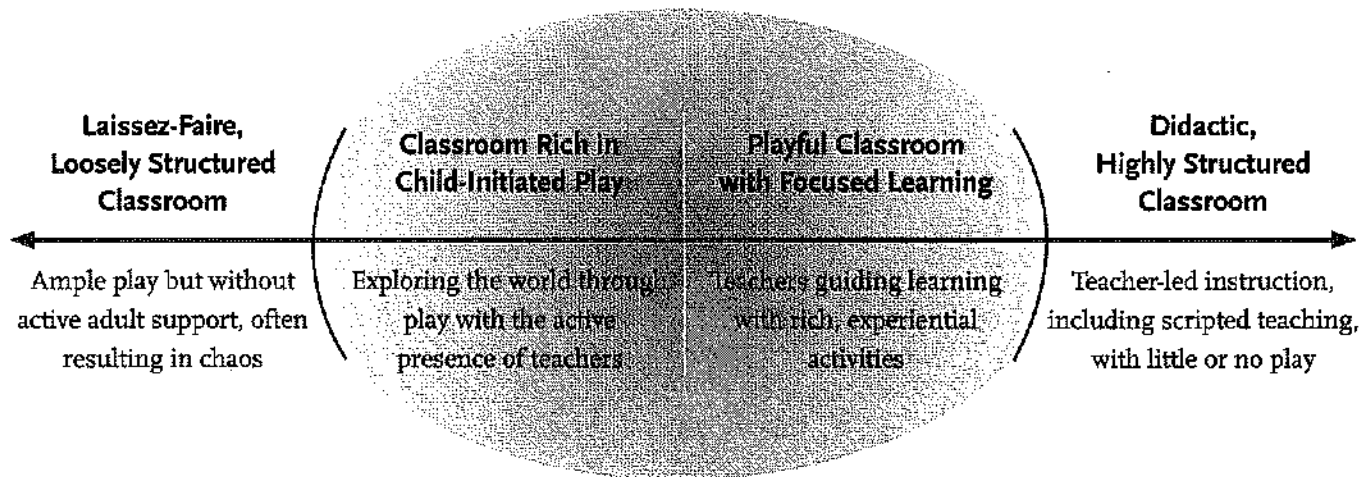 Laissez-Faire,
Loosely Structured
Classroom
Ample play but without
active adult support, often
resulting in chaos
Classroom Rich in
Child-Initiated Play
Exploring the world through
play with the active
presence of teachers
Playful Classroom
with Focused Learning
Teachers guiding learning
with rich, experiential
activities
Didactic,
Highly Structured
Classroom
Teacher-led instruction,
including scripted teaching,
with little or no play